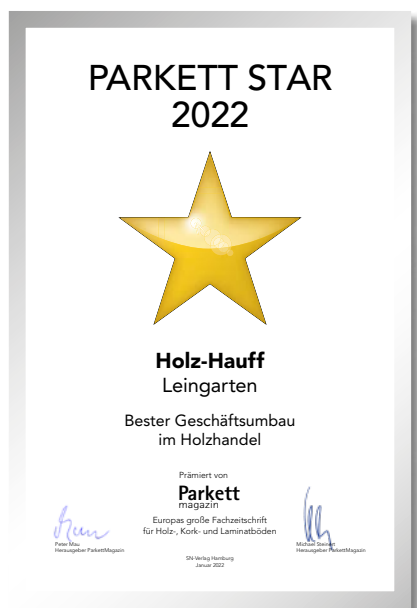 PARKETT STAR
2022
Holz-Hauff
Leingarten
Bester Geschäftsumbau
im Holzhandel
Prämiert von
Parkett
magazin
Europas große Fachzeitschrift
für Holz-, Kork- und Laminatböden
Peter Mau
Herausgeber ParkettMagazin
Michael Steinert
Herausgeber ParkettMagazin
SN-Verlag Hamburg
Januar 2022